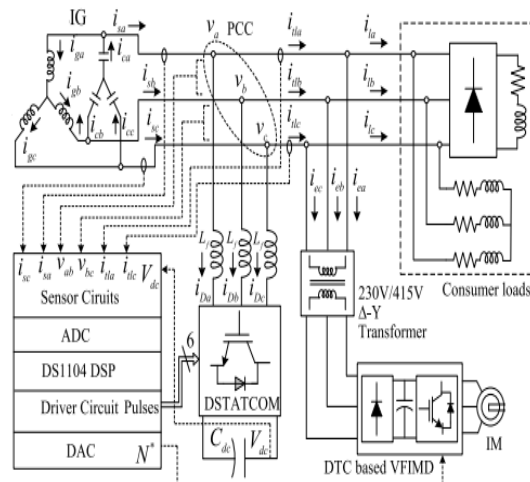 IG
i_sa
v_a
PCC
i_tla
i_la
i_ga
i_ca
i_sb
v_b
i_tlb
i_lb
i_gb
i_cb
i_cc
i_sc
v_c
i_tlc
i_lc
i_gc
i_ec
i_eb
i_ea
L_f
L_f
L_f
i_sc i_sa v_ab v_bc i_tla i_tlc V_dc
i_Da
i_Db
i_Dc
Sensor Ciruits
ADC
DS1104 DSP
Driver Circuit Pulses
DAC N*
6
DSTATCOM
C_dc
V_dc
230V/415V
Δ-Y
Transformer
Consumer loads
IM
DTC based VFIMD